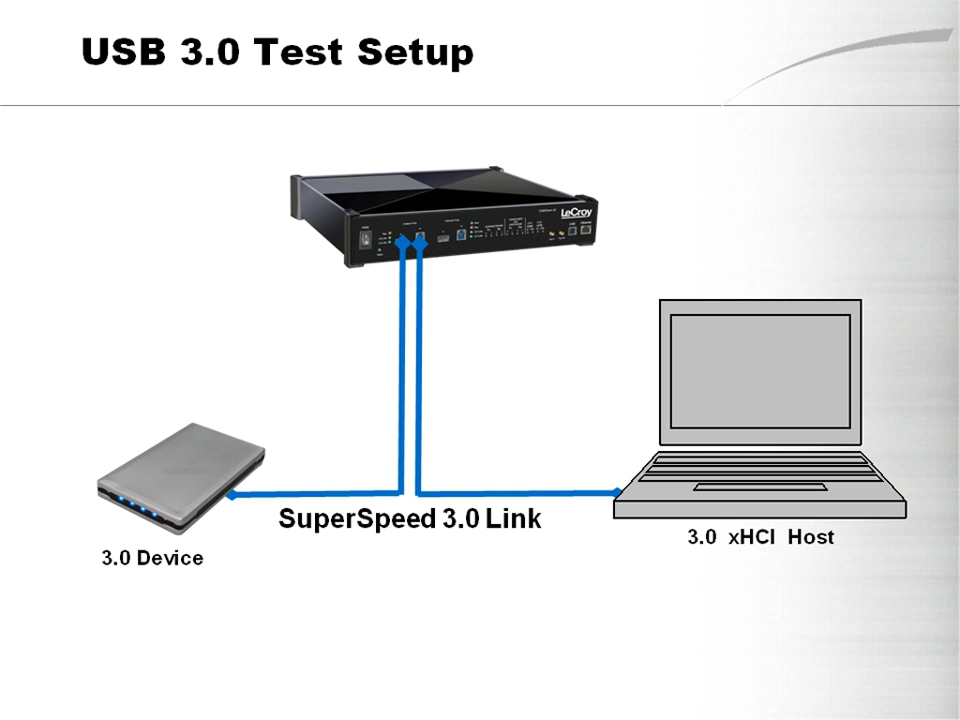 USB 3.0 Test Setup
LeCroy
SuperSpeed 3.0 Link
3.0 xHCI Host
3.0 Device